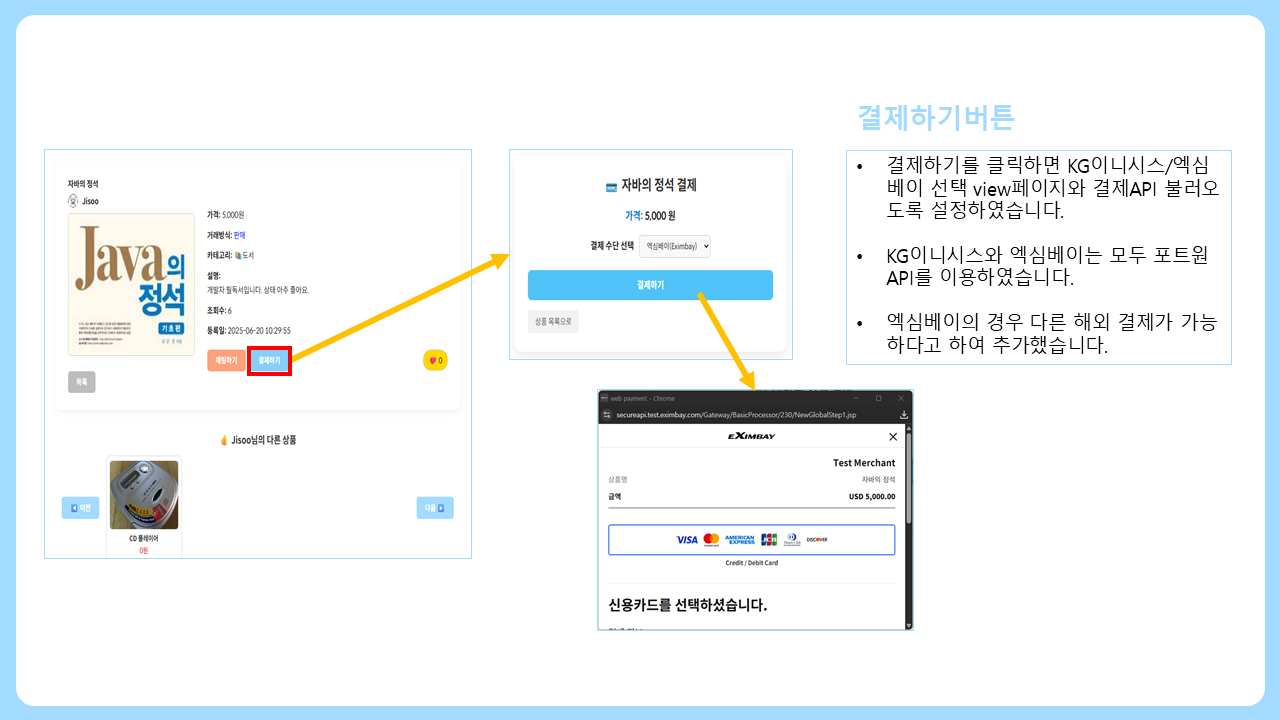 결제하기버튼
자바의 정석
Jisoo
Java의
정석
기초편
가격: 5,000원
거래방식: 판매
카테고리: 도서
설명:
개발자 필독서입니다. 상태 아주 좋아요.
조회수: 6
등록일: 2025-06-20 10:29:55
채팅하기
결제하기
0
목록
Jisoo님의 다른 상품
이전
다음
CD 플레이어
0원
자바의 정석 결제
가격: 5,000 원
결제 수단 선택
엑심베이(Eximbay)
결제하기
상품 목록으로
web payment - Chrome
secureapi.test.eximbay.com/Gateway/BasicProcessor/230/NewGlobalStep1.jsp
EXIMBAY
Test Merchant
상품명
자바의 정석
금액
USD 5,000.00
VISA
AMERICAN EXPRESS
JCB
Diners Club
DISCOVER
Credit / Debit Card
신용카드를 선택하셨습니다.
• 결제하기를 클릭하면 KG이니시스/엑심
베이 선택 view페이지와 결제API 불러오
도록 설정하였습니다.
• KG이니시스와 엑심베이는 모두 포트원
API를 이용하였습니다.
• 엑심베이의 경우 다른 해외 결제가 가능
하다고 하여 추가했습니다.